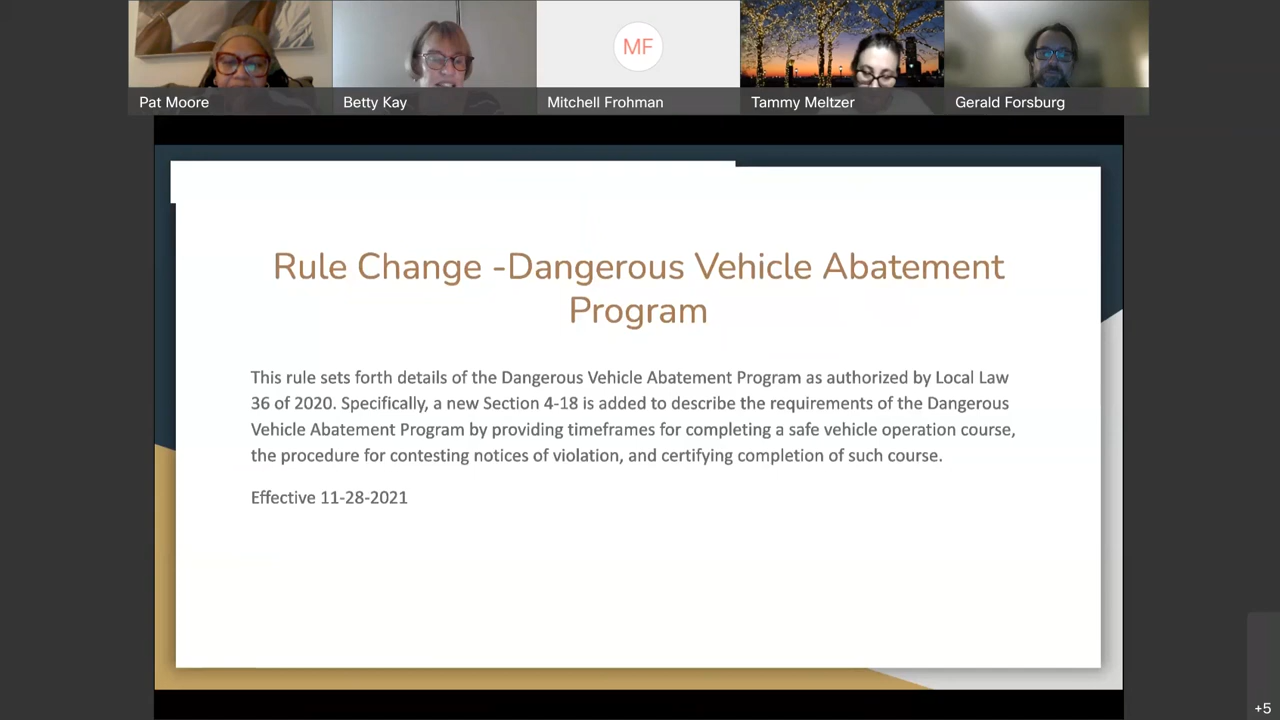 MF
Pat Moore
Betty Kay
Mitchell Frohman
Tammy Meltzer
Gerald Forsburg
Rule Change -Dangerous Vehicle Abatement
Program
This rule sets forth details of the Dangerous Vehicle Abatement Program as authorized by Local Law
36 of 2020. Specifically, a new Section 4-18 is added to describe the requirements of the Dangerous
Vehicle Abatement Program by providing timeframes for completing a safe vehicle operation course,
the procedure for contesting notices of violation, and certifying completion of such course.
Effective 11-28-2021
+5